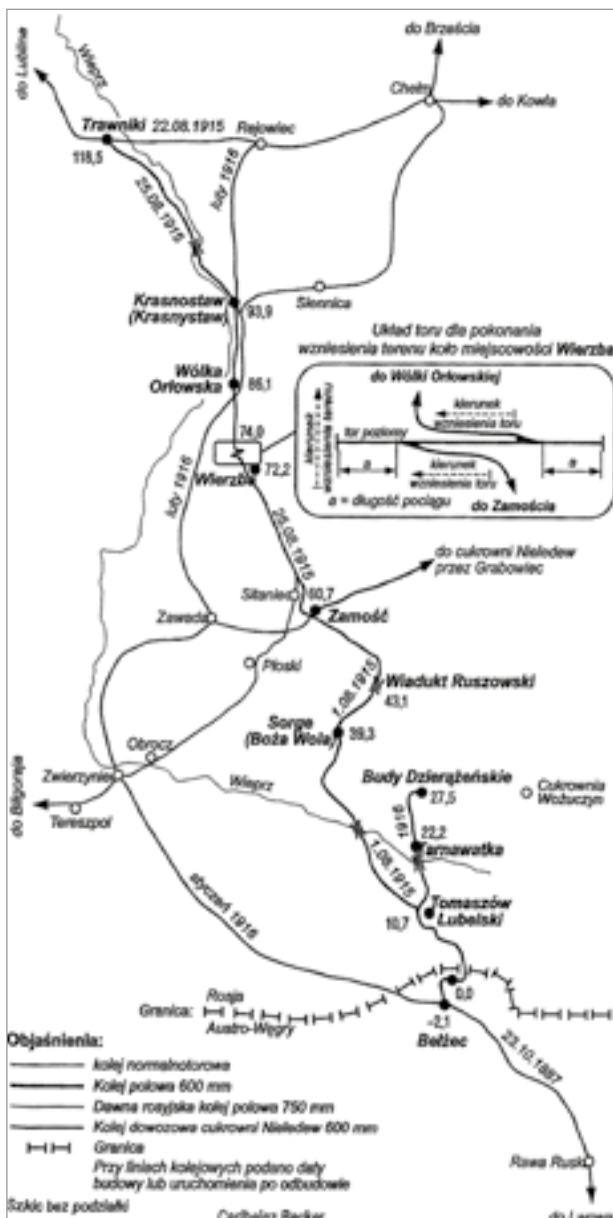 do Brześcia
do Lublina
Wieprz
Chełm
do Kowla
Trawniki
22.08.1915
Rejowiec
118,5
luty 1916
25.08.1915
Krasnostaw
(Krasnystaw)
93,9
Siennica
Układ toru dla pokonania
wzniesienia terenu koło miejscowości Wierzba
Wólka
Orłowska
86,1
do Wólki Orłowskiej
kierunek
wzniesienia toru
kierunek
wzniesienia toru
tor poziomy
a
a
kierunek
wzniesienia toru
do Zamościa
a = długość pociągu
74,0
72,2
Wierzba
luty 1916
25.08.1915
do cukrowni Nieledew
przez Grabowiec
Sitaniec
60,7
Zamość
Zawada
Płoski
1.08.1915
Wiadukt Ruszowski
43,1
Sorge
(Boża Wola)
39,3
Obrocz
Zwierzyniec
Wieprz
Budy Dzierążeńskie
27,5
Cukrownia
Wożuczyn
do Biłgoraja
Tereszpol
1916
22,2
Tarnawatka
1.08.1915
Tomaszów
Lubelski
10,7
styczeń 1916
Granica:
Rosja
Austro-Węgry
0,0
-2,1
Bełżec
23.10.1887
Objaśnienia:
kolej normalnotorowa
Kolej polowa 600 mm
Dawna rosyjska kolej polowa 750 mm
Kolej dowozowa cukrowni Nieledew 600 mm
Granica
Przy liniach kolejowych podano daty
budowy lub uruchomienia po odbudowie
Rawa Ruska
Szkic bez podziałki